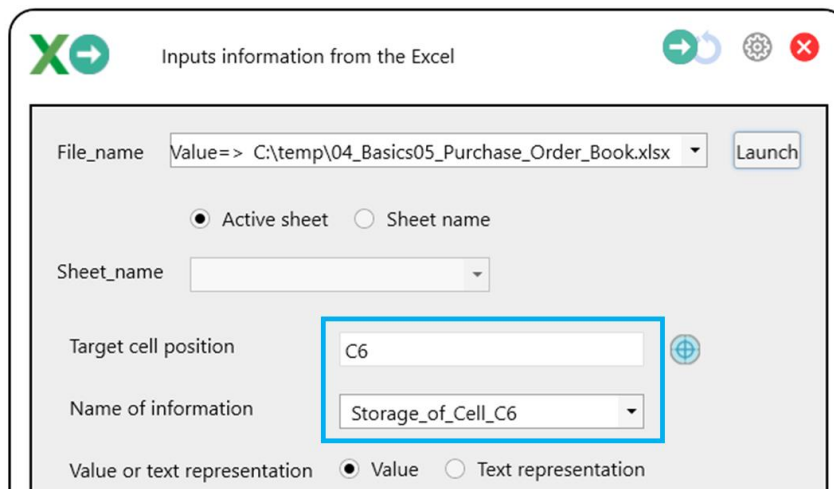 Inputs information from the Excel
File_name Value=> C:\temp\04_Basics05_Purchase_Order_Book.xlsx Launch
Active sheet Sheet name
Sheet_name
Target cell position C6
Name of information Storage_of_Cell_C6
Value or text representation Value Text representation